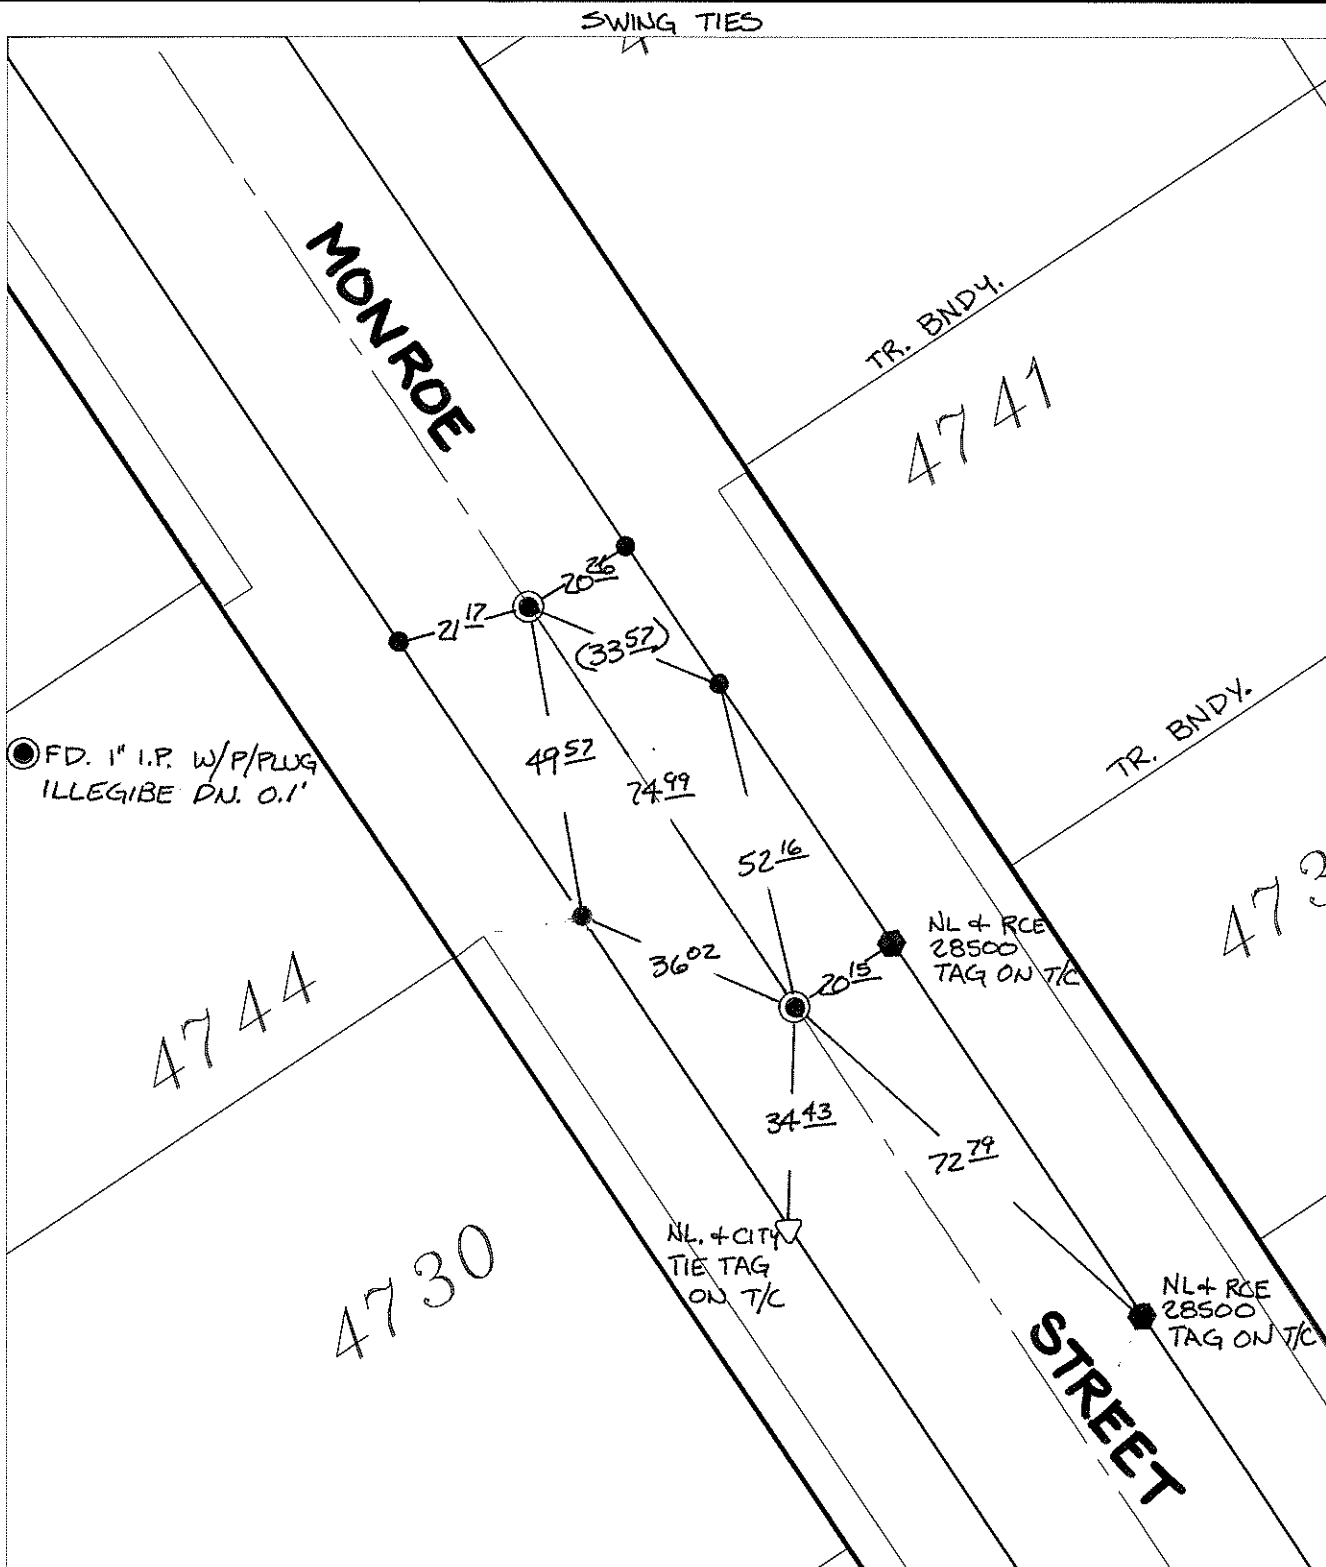 SWING TIES
4
MONROE
TR. BNDY.
4741
20 26
21 17
(33 57)
FD. 1" I.P. W/P/PLUG
ILLEGIBE DN. 0.1'
49 57
74 99
TR. BNDY.
52 16
473
NL & RCE
28500
TAG ON T/C
36 02
20 15
4744
34 43
72 79
NL. & CITY
TIE TAG
ON T/C
4730
NL & RCE
28500
TAG ON T/C
STREET